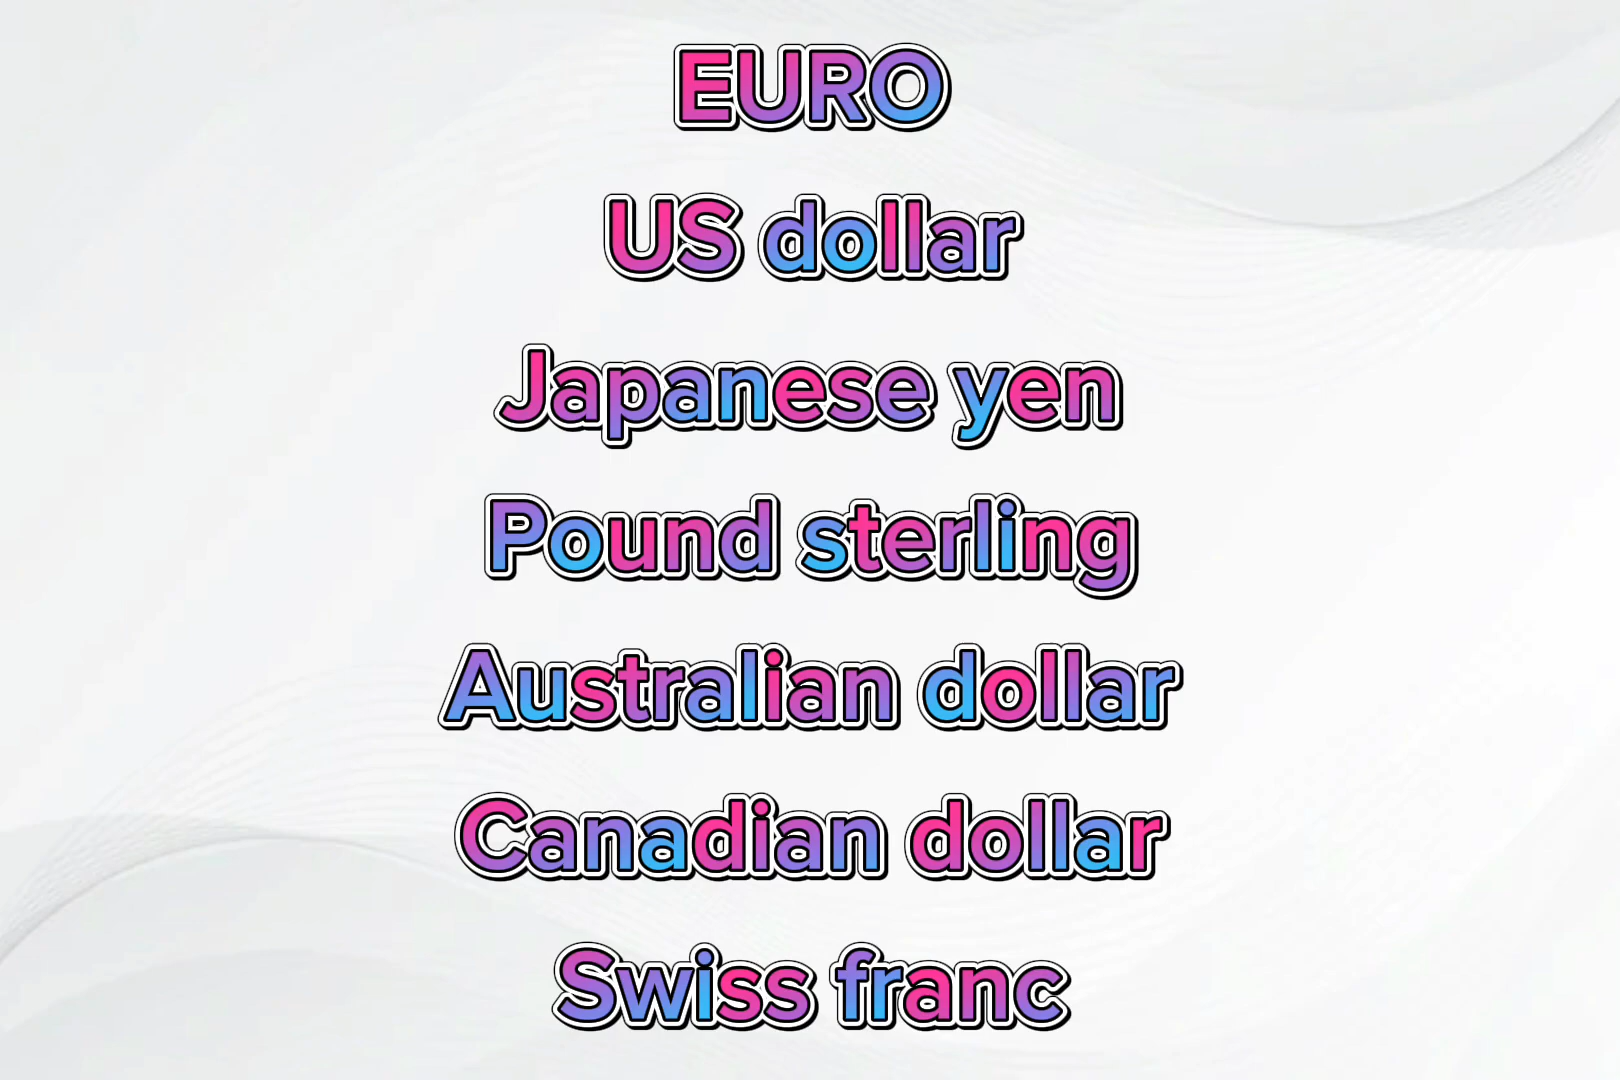 EURO
US dollar
Japanese yen
Pound sterling
Australian dollar
Canadian dollar
Swiss franc